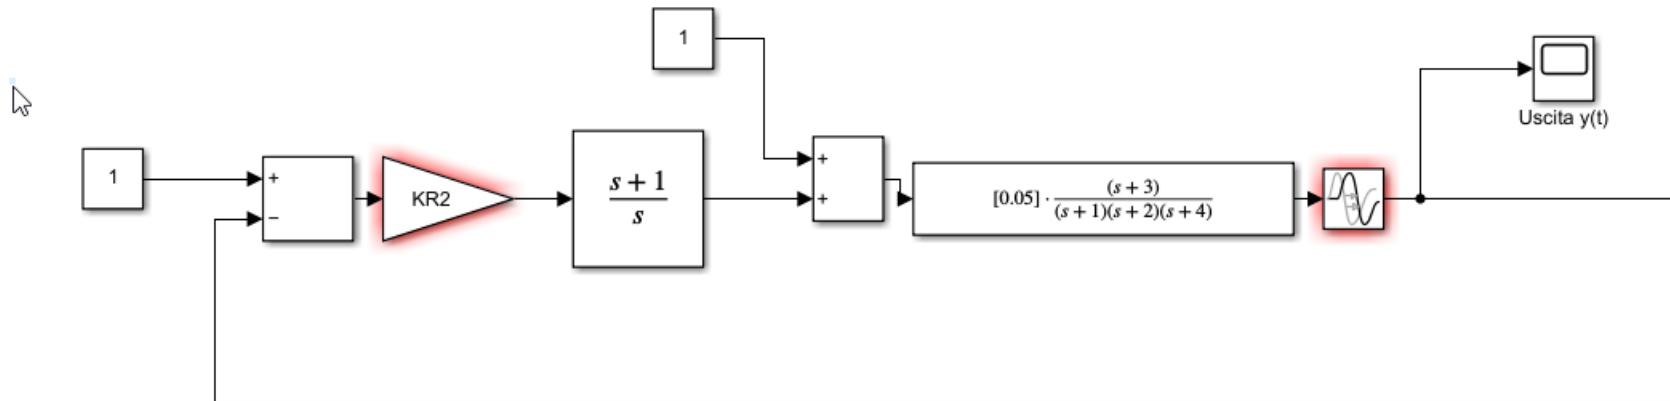 1
Uscita y(t)
1
+
−
KR2
s + 1
s
+
+
[0.05] · (s + 3)
(s + 1)(s + 2)(s + 4)